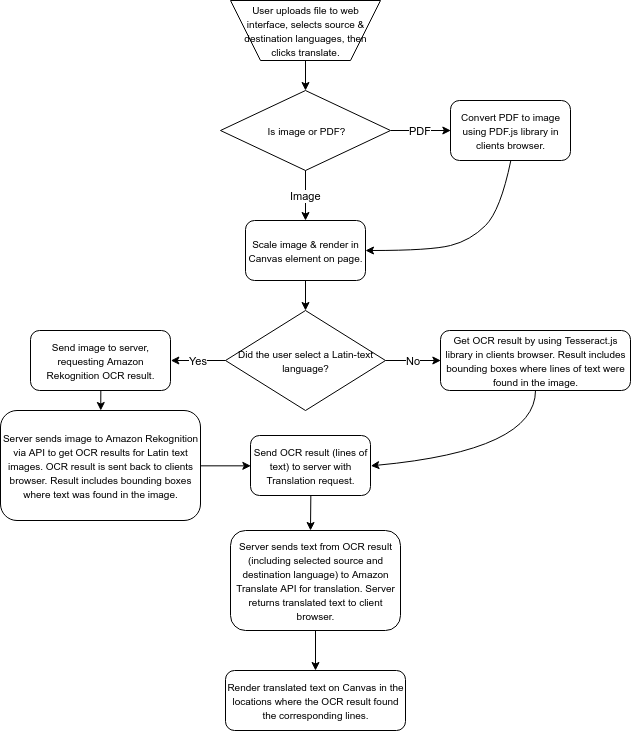 User uploads file to web
interface, selects source &
destination languages, then
clicks translate.
Is image or PDF?
PDF
Convert PDF to image
using PDF.js library in
clients browser.
Image
Scale image & render in
Canvas element on page.
Did the user select a Latin-text
language?
Yes
No
Send image to server,
requesting Amazon
Rekognition OCR result.
Get OCR result by using Tesseract.js
library in clients browser. Result includes
bounding boxes where lines of text were
found in the image.
Server sends image to Amazon Rekognition
via API to get OCR results for Latin text
images. OCR result is sent back to clients
browser. Result includes bounding boxes
where text was found in the image.
Send OCR result (lines of
text) to server with
Translation request.
Server sends text from OCR result
(including selected source and
destination language) to Amazon
Translate API for translation. Server
returns translated text to client
browser.
Render translated text on Canvas in the
locations where the OCR result found
the corresponding lines.